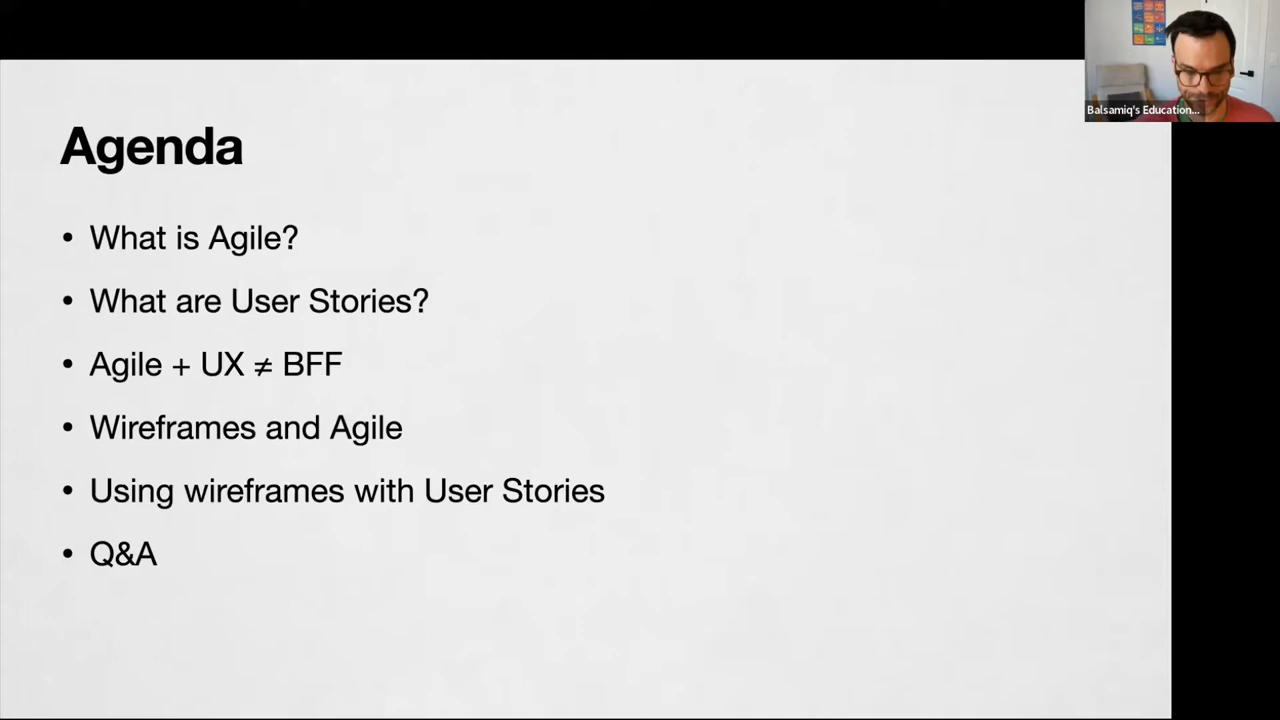 Balsamiq's Education...
Agenda
• What is Agile?
• What are User Stories?
• Agile + UX ≠ BFF
• Wireframes and Agile
• Using wireframes with User Stories
• Q&A